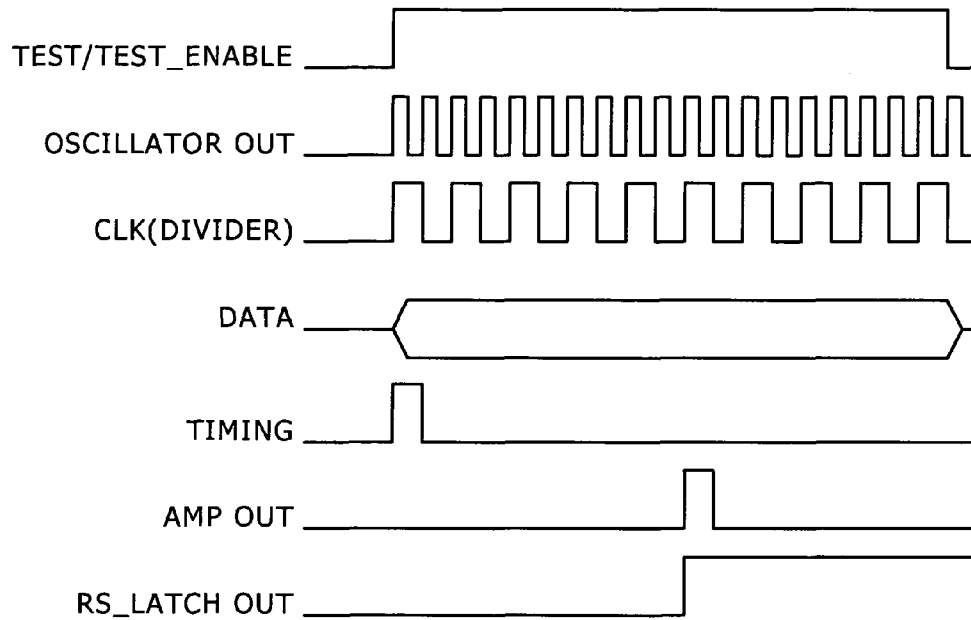 TEST/TEST_ENABLE
OSCILLATOR OUT
CLK(DIVIDER)
DATA
TIMING
AMP OUT
RS_LATCH OUT